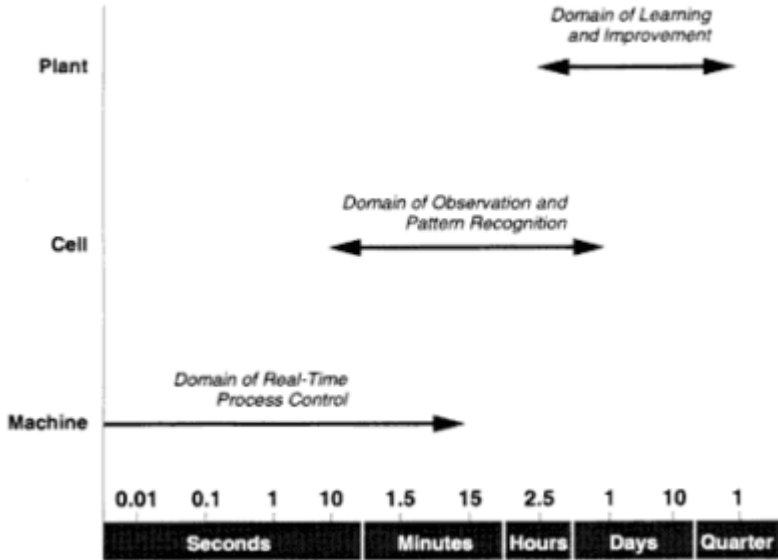 Domain of Learning
and Improvement
Plant
Domain of Observation and
Pattern Recognition
Cell
Domain of Real-Time
Process Control
Machine
0.01 0.1 1 10 1.5 15 2.5 1 10 1
Seconds Minutes Hours Days Quarter